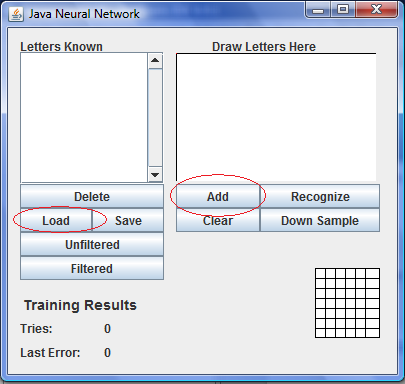 Java Neural Network
Letters Known
Draw Letters Here
Delete
Add
Recognize
Load
Save
Clear
Down Sample
Unfiltered
Filtered
Training Results
Tries: 0
Last Error: 0